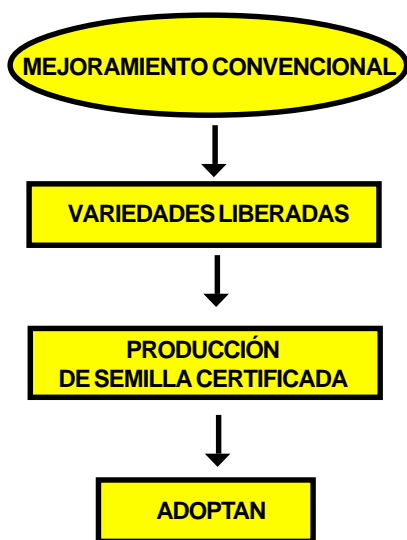 MEJORAMIENTO CONVENCIONAL
VARIEDADES LIBERADAS
PRODUCCIÓN
DE SEMILLA CERTIFICADA
ADOPTAN